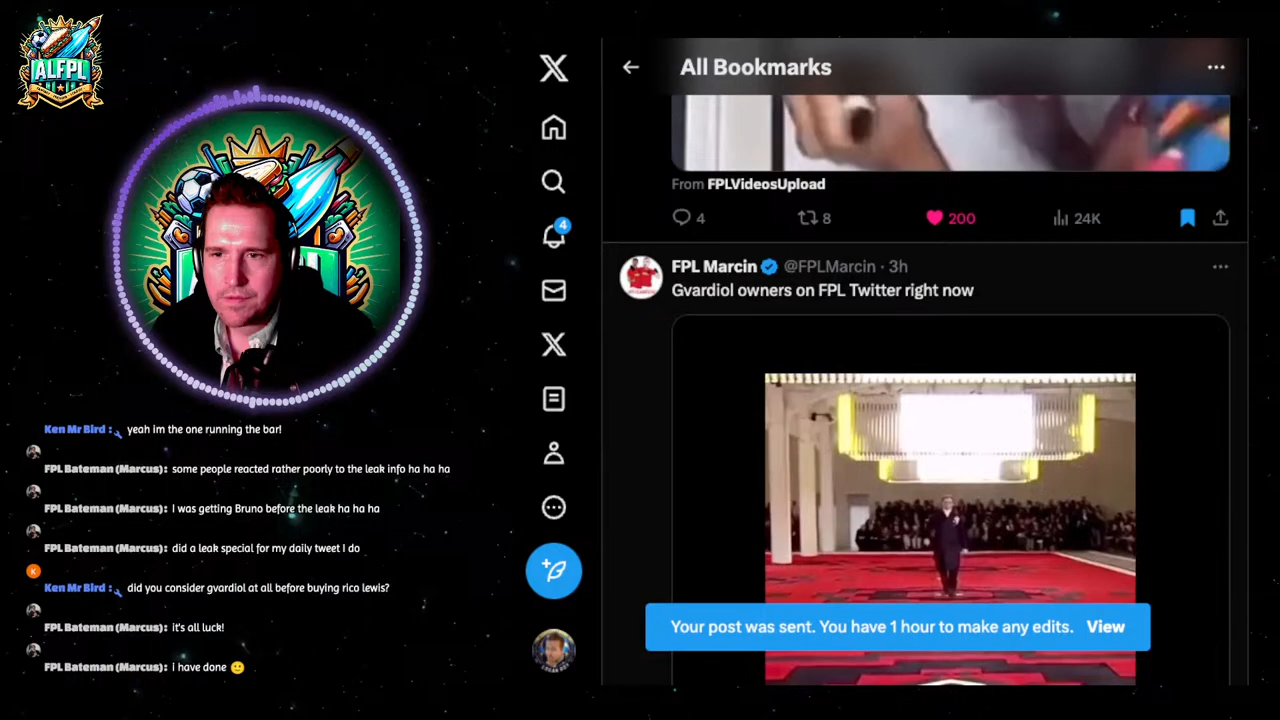 ALFPL
Ken Mr Bird : yeah im the one running the bar!
FPL Bateman (Marcus): some people reacted rather poorly to the leak info ha ha ha
FPL Bateman (Marcus): I was getting Bruno before the leak ha ha ha
FPL Bateman (Marcus): did a leak special for my daily tweet I do
K
Ken Mr Bird : did you consider gvardiol at all before buying rico lewis?
FPL Bateman (Marcus): it's all luck!
FPL Bateman (Marcus): i have done 🙂
4
All Bookmarks
From FPLVideosUpload
4 8 200 24K
FPL Marcin @FPLMarcin · 3h
Gvardiol owners on FPL Twitter right now
Your post was sent. You have 1 hour to make any edits. View